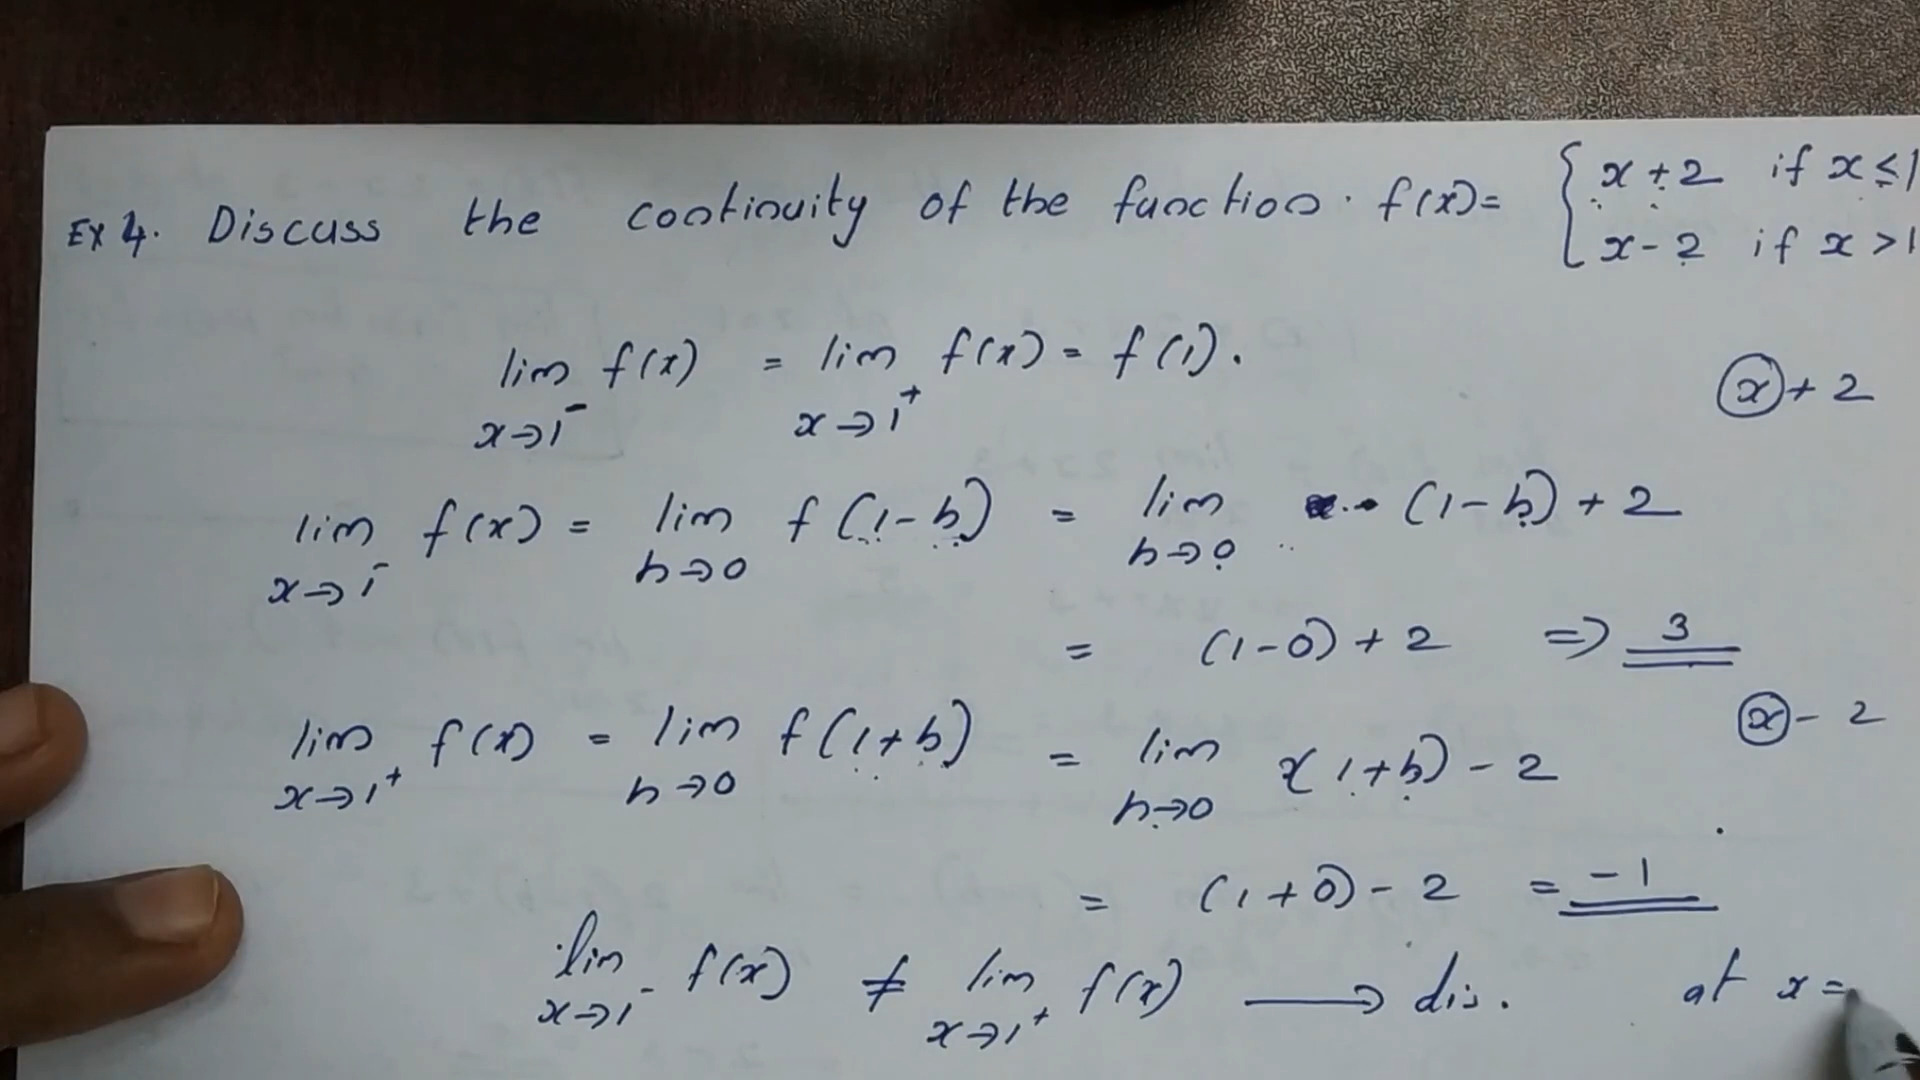 Ex 4. Discuss the continuity of the function. f(x)= { x+2 if x≤1
x-2 if x>1
lim x→1⁻ f(x) = lim x→1⁺ f(x) = f(1).
(x)+2
lim x→1⁻ f(x) = lim h→0 f(1-h) = lim h→0 (1-h)+2
= (1-0)+2 ⇒ 3
(x)-2
lim x→1⁺ f(x) = lim h→0 f(1+h) = lim h→0 (1+h)-2
= (1+0)-2 = -1
lim x→1⁻ f(x) ≠ lim x→1⁺ f(x) → dis. at x=